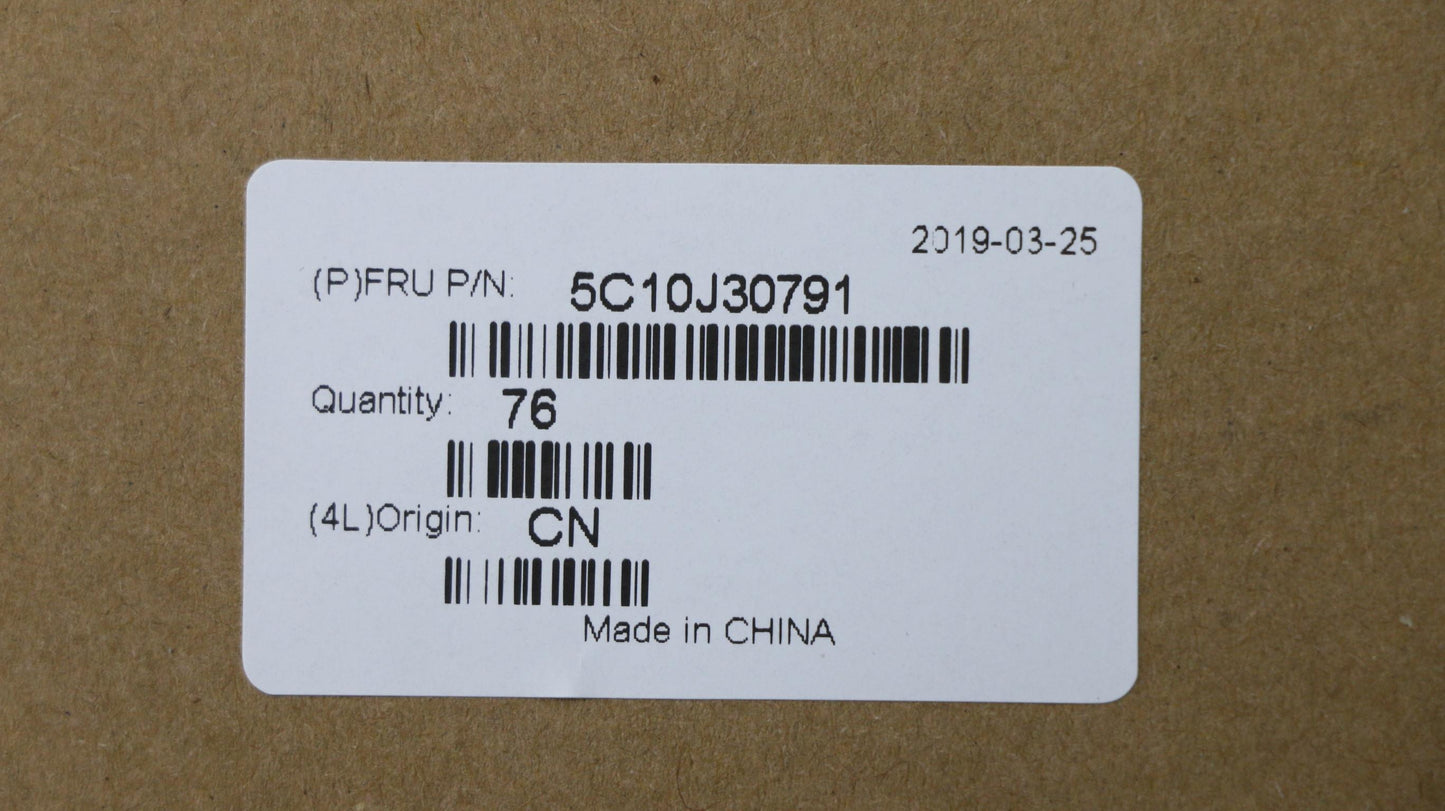 2019-03-25
(P)FRU P/N: 5C10J30791
Quantity: 76
(4L)Origin: CN
Made in CHINA